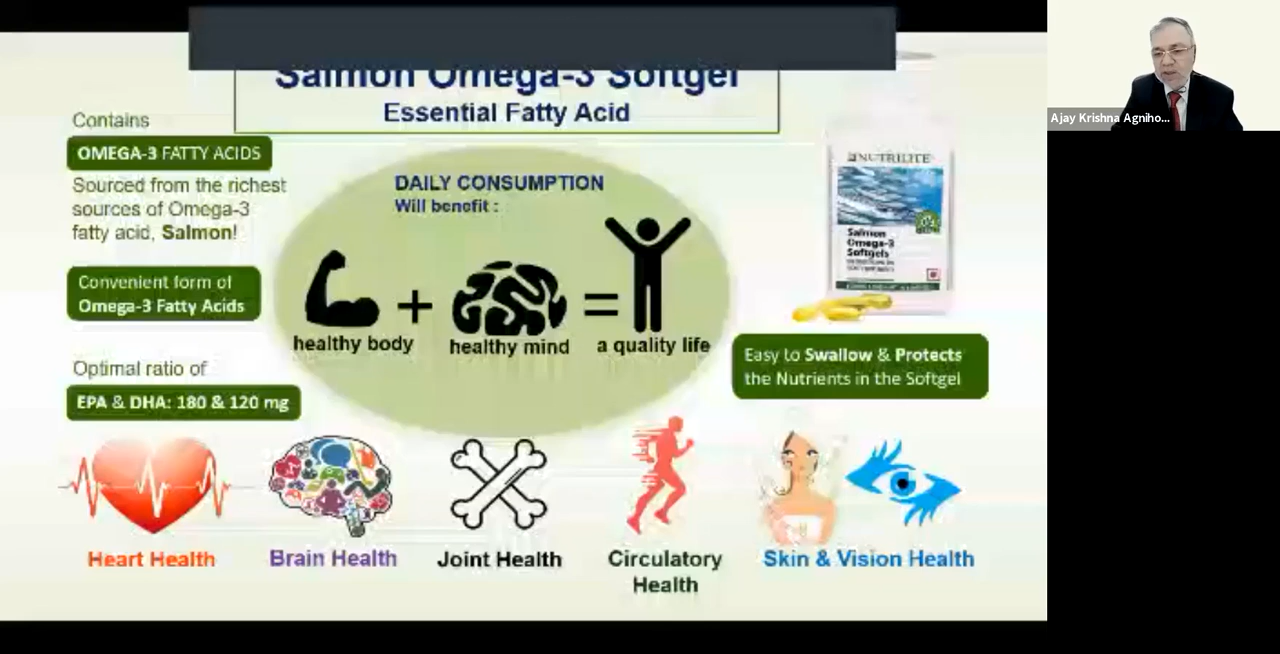 Salmon Omega-3 Softgel
Essential Fatty Acid
Contains
OMEGA-3 FATTY ACIDS
Sourced from the richest
sources of Omega-3
fatty acid, Salmon!
Convenient form of
Omega-3 Fatty Acids
Optimal ratio of
EPA & DHA: 180 & 120 mg
DAILY CONSUMPTION
Will benefit :
healthy body + healthy mind = a quality life
NUTRILITE
Salmon
Omega-3
Softgels
Easy to Swallow & Protects
the Nutrients in the Softgel
Heart Health
Brain Health
Joint Health
Circulatory
Health
Skin & Vision Health
Ajay Krishna Agniho...